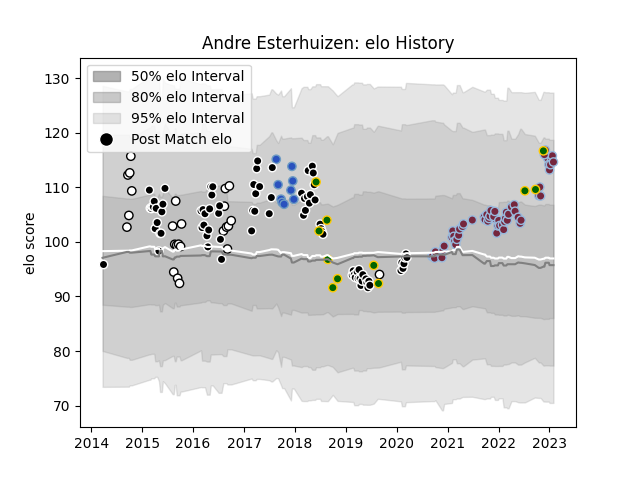 Andre Esterhuizen: elo History
50% elo Interval
80% elo Interval
95% elo Interval
Post Match elo
elo score
130
120
110
100
90
80
70
2014 2015 2016 2017 2018 2019 2020 2021 2022 2023